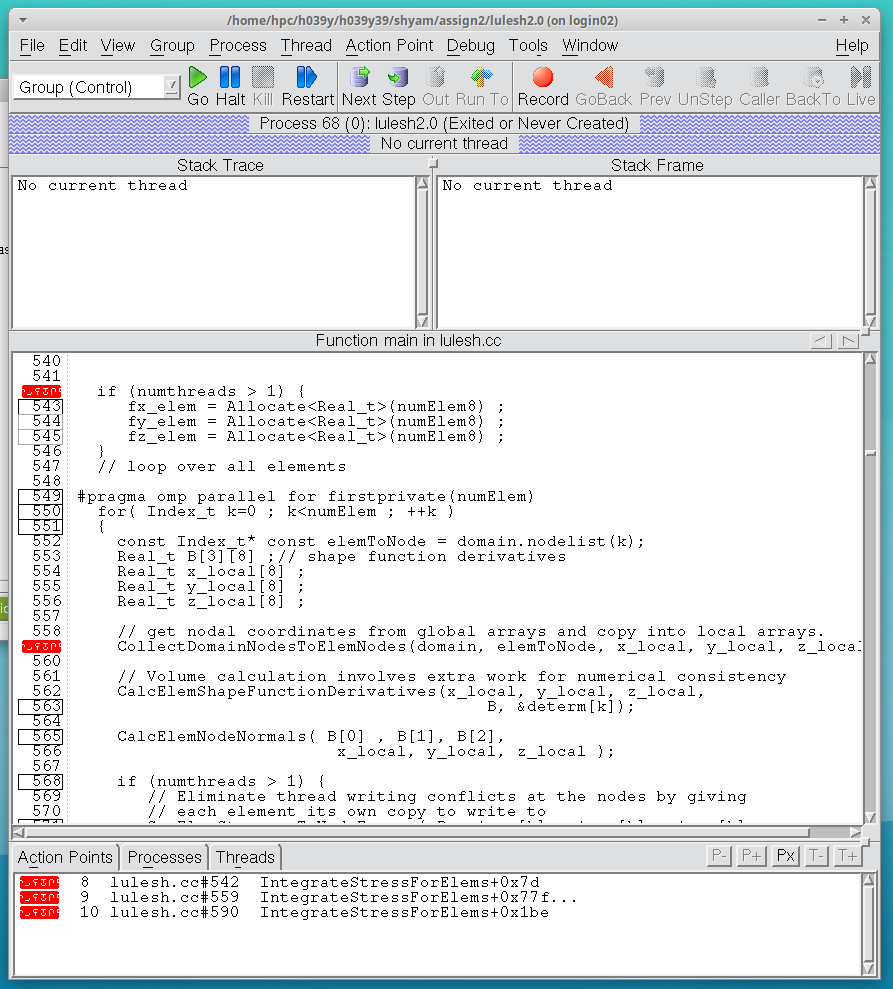 /home/hpc/h039y/h039y39/shyam/assign2/lulesh2.0 (on login02)
File Edit View Group Process Thread Action Point Debug Tools Window Help
Group (Control) Go Halt Kill Restart Next Step Out Run To Record GoBack Prev UnStep Caller BackTo Live
Process 68 (0): lulesh2.0 (Exited or Never Created)
No current thread
Stack Trace Stack Frame
No current thread No current thread
Function main in lulesh.cc
540
541
if (numthreads > 1) {
543 fx_elem = Allocate<Real_t>(numElem8) ;
544 fy_elem = Allocate<Real_t>(numElem8) ;
545 fz_elem = Allocate<Real_t>(numElem8) ;
546 }
547 // loop over all elements
548
549 #pragma omp parallel for firstprivate(numElem)
550 for( Index_t k=0 ; k<numElem ; ++k )
551 {
552 const Index_t* const elemToNode = domain.nodelist(k);
553 Real_t B[3][8] ;// shape function derivatives
554 Real_t x_local[8] ;
555 Real_t y_local[8] ;
556 Real_t z_local[8] ;
557
558 // get nodal coordinates from global arrays and copy into local arrays.
CollectDomainNodesToElemNodes(domain, elemToNode, x_local, y_local, z_local
560
561 // Volume calculation involves extra work for numerical consistency
562 CalcElemShapeFunctionDerivatives(x_local, y_local, z_local,
563 B, &determ[k]);
564
565 CalcElemNodeNormals( B[0] , B[1], B[2],
566 x_local, y_local, z_local );
567
568 if (numthreads > 1) {
569 // Eliminate thread writing conflicts at the nodes by giving
570 // each element its own copy to write to
Action Points Processes Threads P- P+ Px T- T+
8 lulesh.cc#542 IntegrateStressForElems+0x7d
9 lulesh.cc#559 IntegrateStressForElems+0x77f...
10 lulesh.cc#590 IntegrateStressForElems+0x1be